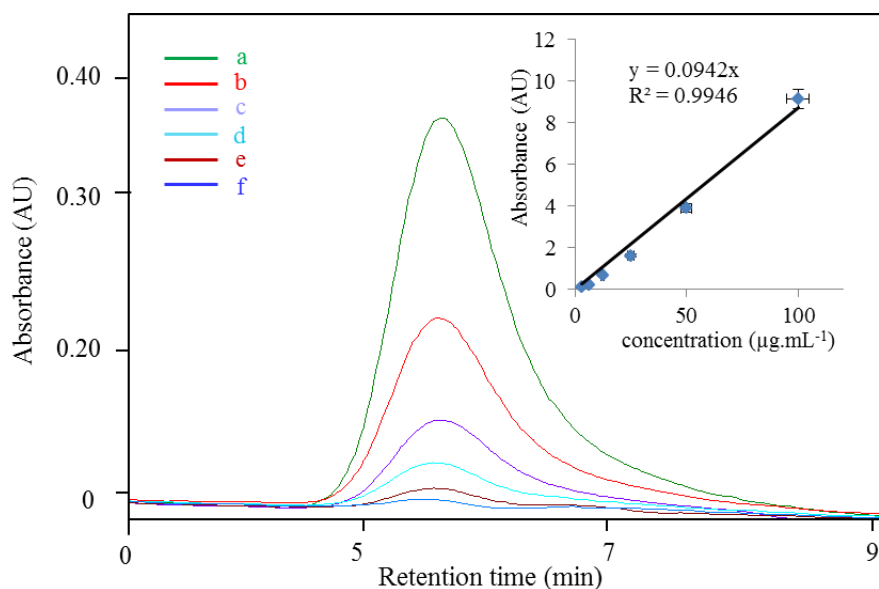 0.40
0.30
0.20
0
Absorbance (AU)
a
b
c
d
e
f
0
5
7
9
Retention time (min)
12
10
8
6
4
2
0
Absorbance (AU)
y = 0.0942x
R² = 0.9946
0
50
100
concentration (µg.mL⁻¹)